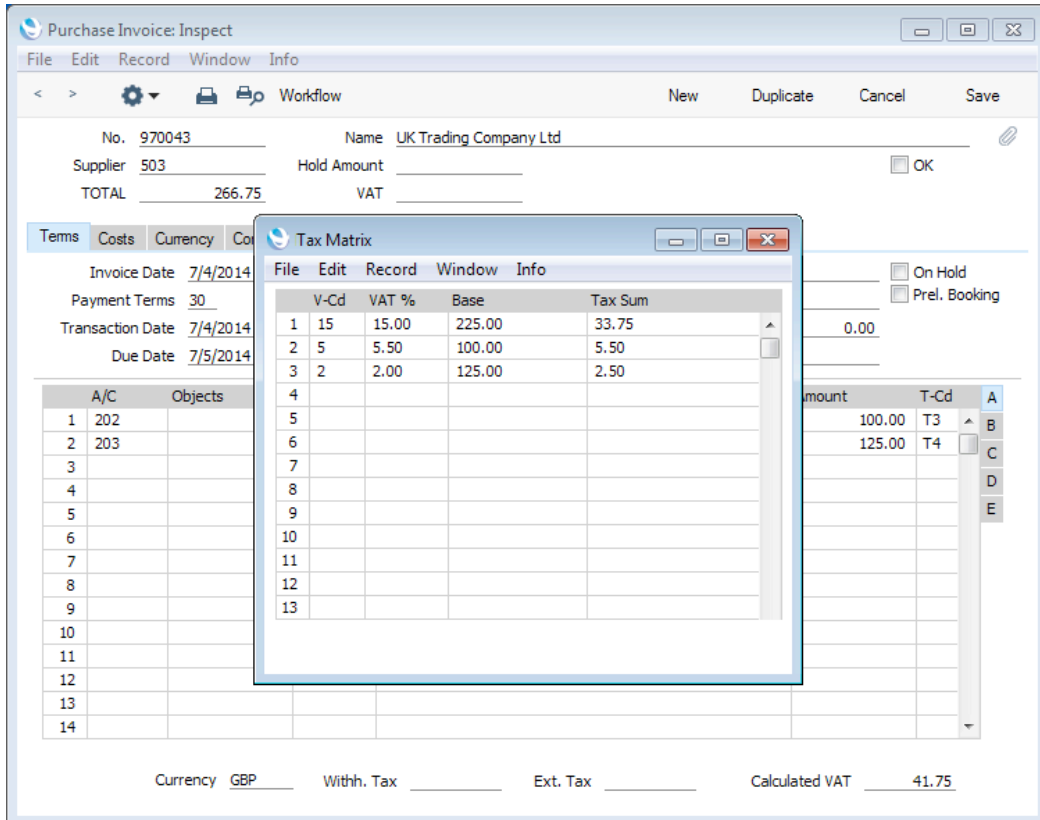 Purchase Invoice: Inspect
File Edit Record Window Info
< > Workflow New Duplicate Cancel Save
No. 970043 Name UK Trading Company Ltd
Supplier 503 Hold Amount OK
TOTAL 266.75 VAT
Terms Costs Currency
Invoice Date 7/4/2014 On Hold
Payment Terms 30 Prel. Booking
Transaction Date 7/4/2014 0.00
Due Date 7/5/2014
A/C Objects T-Cd A
1 202 100.00 T3 B
2 203 125.00 T4 C
3
4 D
5 E
6
7
8
9
10
11
12
13
14
Tax Matrix
File Edit Record Window Info
V-Cd VAT % Base Tax Sum
1 15 15.00 225.00 33.75
2 5 5.50 100.00 5.50
3 2 2.00 125.00 2.50
4
5
6
7
8
9
10
11
12
13
Currency GBP Withh. Tax Ext. Tax Calculated VAT 41.75